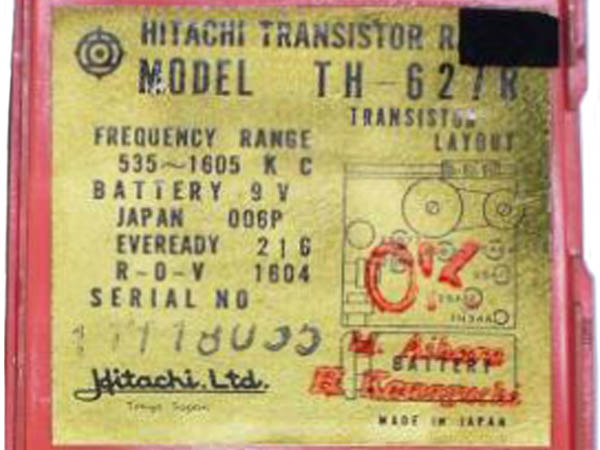 HITACHI TRANSISTOR
MODEL TH-627R
TRANSISTOR
LAYOUT
FREQUENCY RANGE
535~1605 K C
BATTERY 9 V
JAPAN 006P
EVEREADY 216
R-O-V 1604
SERIAL NO
Hitachi, Ltd.
Tokyo Japan
BATTERY
MADE IN JAPAN